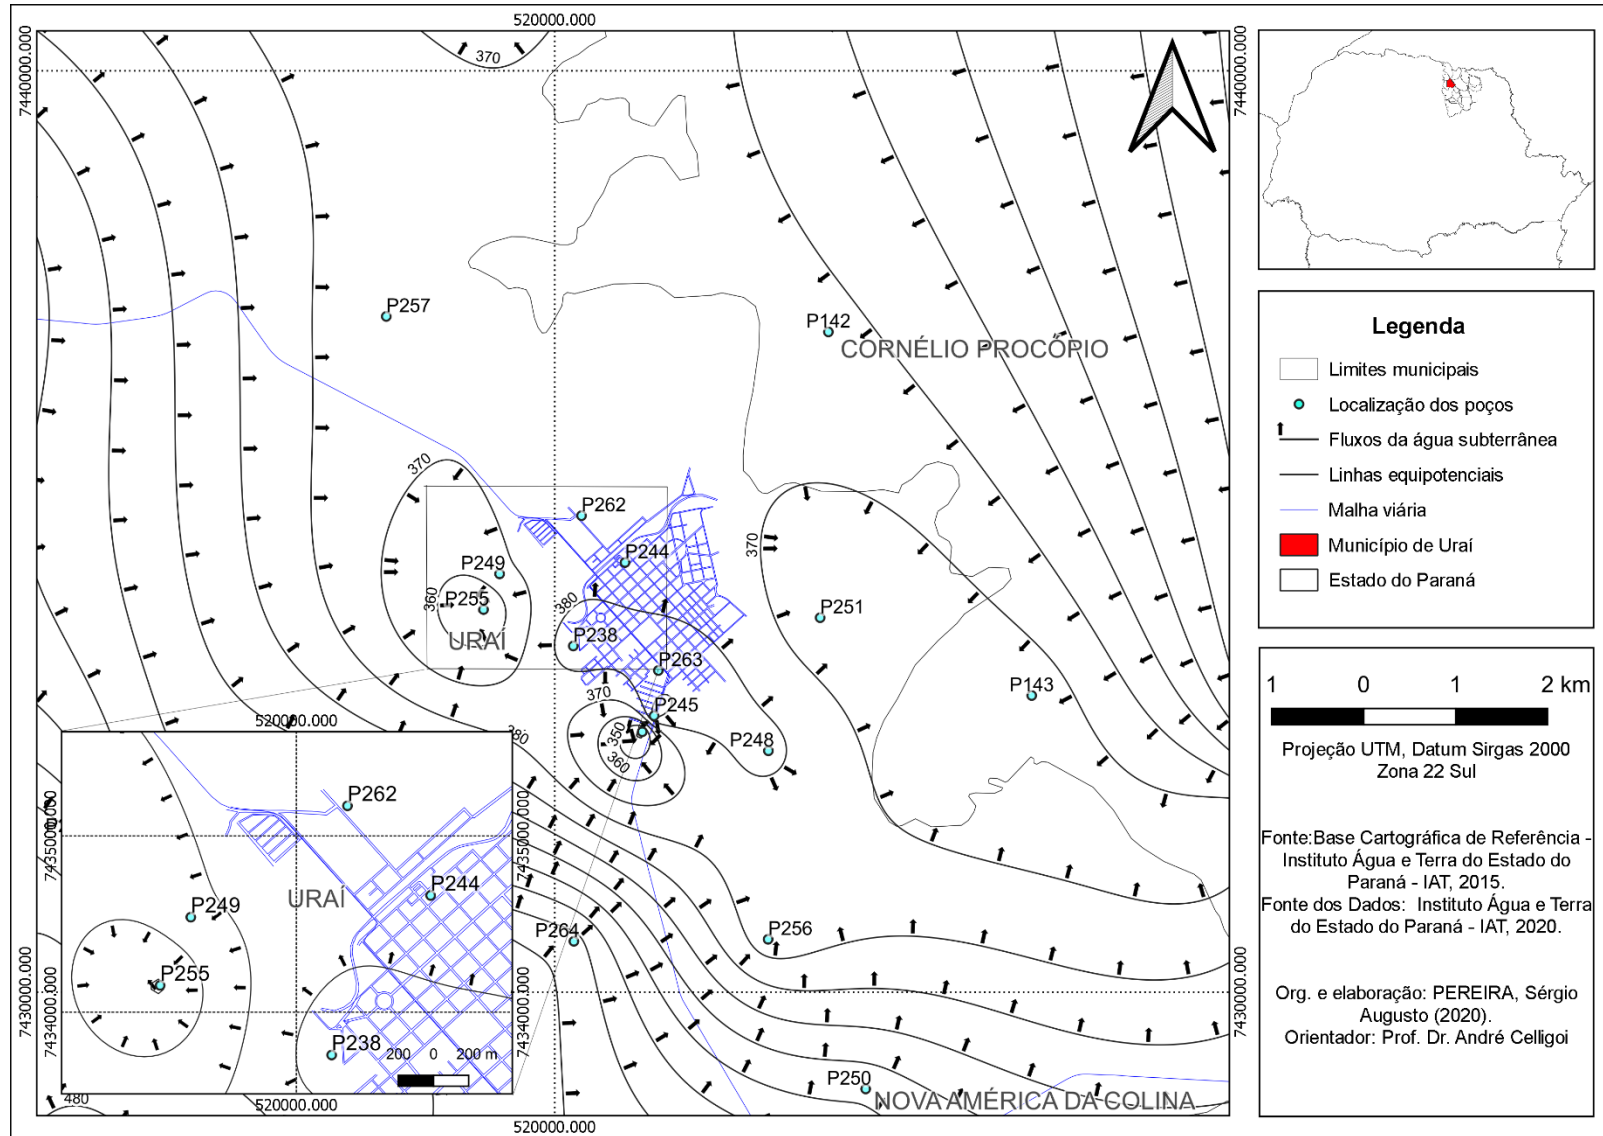 520000.000
7440000.000
7440000.000
370
P257
P142
CORNÉLIO PROCÓPIO
370
P262
P244
370
P249
360
P255
URAÍ
380
P238
P251
P263
P143
370
P245
350
360
P248
380
P264
P256
P250
NOVA AMÉRICA DA COLINA
480
7430000.000
7430000.000
520000.000
520000.000
P262
7435000.000
7435000.000
P244
URAÍ
P249
P255
7434000.000
7434000.000
P238
200 0 200 m
520000.000
Legenda
Limites municipais
Localização dos poços
Fluxos da água subterrânea
Linhas equipotenciais
Malha viária
Município de Uraí
Estado do Paraná
1 0 1 2 km
Projeção UTM, Datum Sirgas 2000
Zona 22 Sul
Fonte:Base Cartográfica de Referência -
Instituto Água e Terra do Estado do
Paraná - IAT, 2015.
Fonte dos Dados: Instituto Água e Terra
do Estado do Paraná - IAT, 2020.
Org. e elaboração: PEREIRA, Sérgio
Augusto (2020).
Orientador: Prof. Dr. André Celligoi